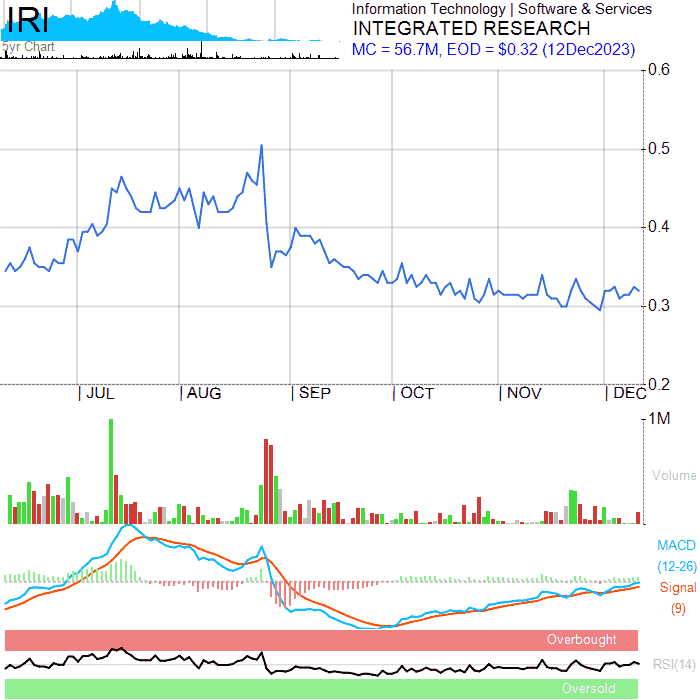 IRI
5yr Chart
Information Technology | Software & Services
INTEGRATED RESEARCH
MC = 56.7M, EOD = $0.32 (12Dec2023)
0.6
0.5
0.4
0.3
0.2
| JUL | AUG | SEP | OCT | NOV | DEC
1M
Volume
MACD
(12-26)
Signal
(9)
Overbought
RSI(14)
Oversold